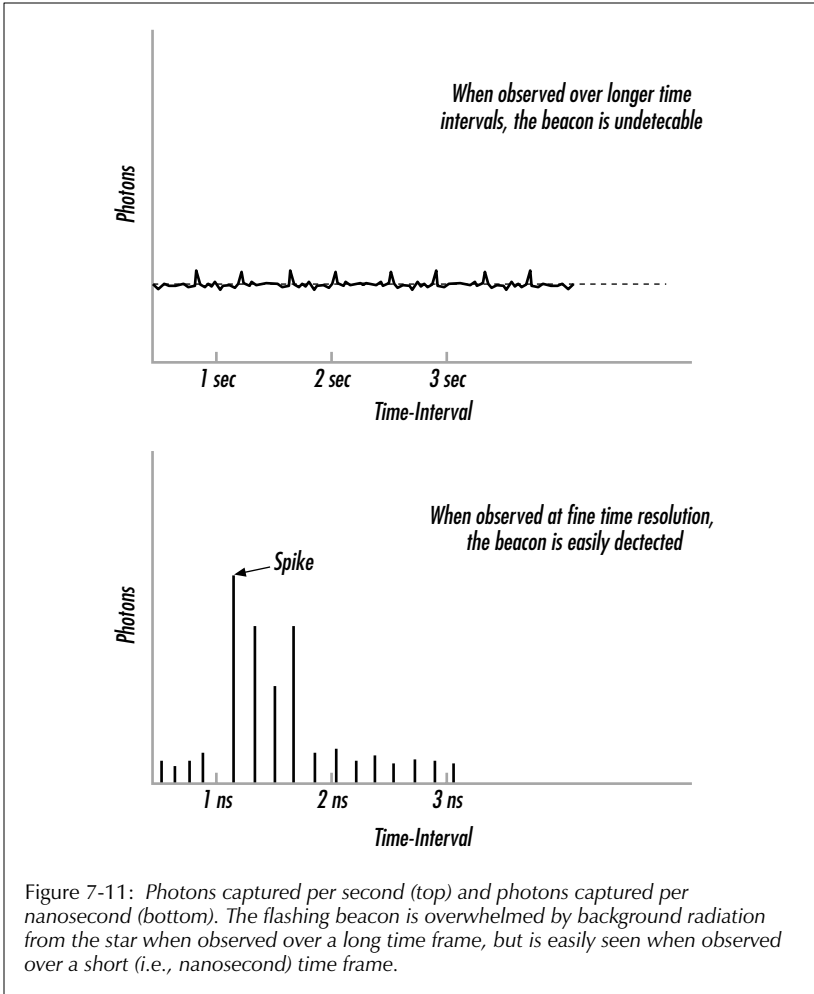 When observed over longer time
intervals, the beacon is undetecable
Photons
1 sec
2 sec
3 sec
Time-Interval
When observed at fine time resolution,
the beacon is easily dectected
Spike
Photons
1 ns
2 ns
3 ns
Time-Interval
Figure 7-11: Photons captured per second (top) and photons captured per
nanosecond (bottom). The flashing beacon is overwhelmed by background radiation
from the star when observed over a long time frame, but is easily seen when observed
over a short (i.e., nanosecond) time frame.